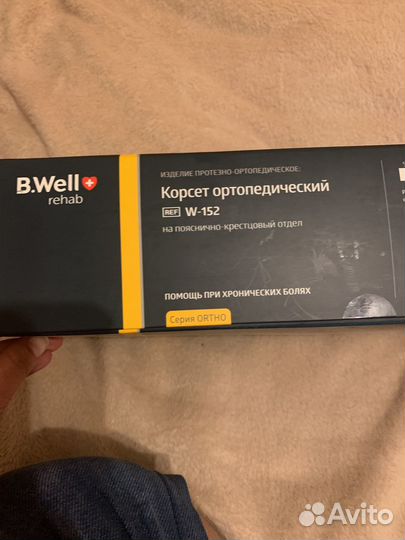 B.Well
rehab
ИЗДЕЛИЕ ПРОТЕЗНО-ОРТОПЕДИЧЕСКОЕ:
Корсет ортопедический
REF W-152
на пояснично-крестцовый отдел
ПОМОЩЬ ПРИ ХРОНИЧЕСКИХ БОЛЯХ
Серия ORTHO
Avito